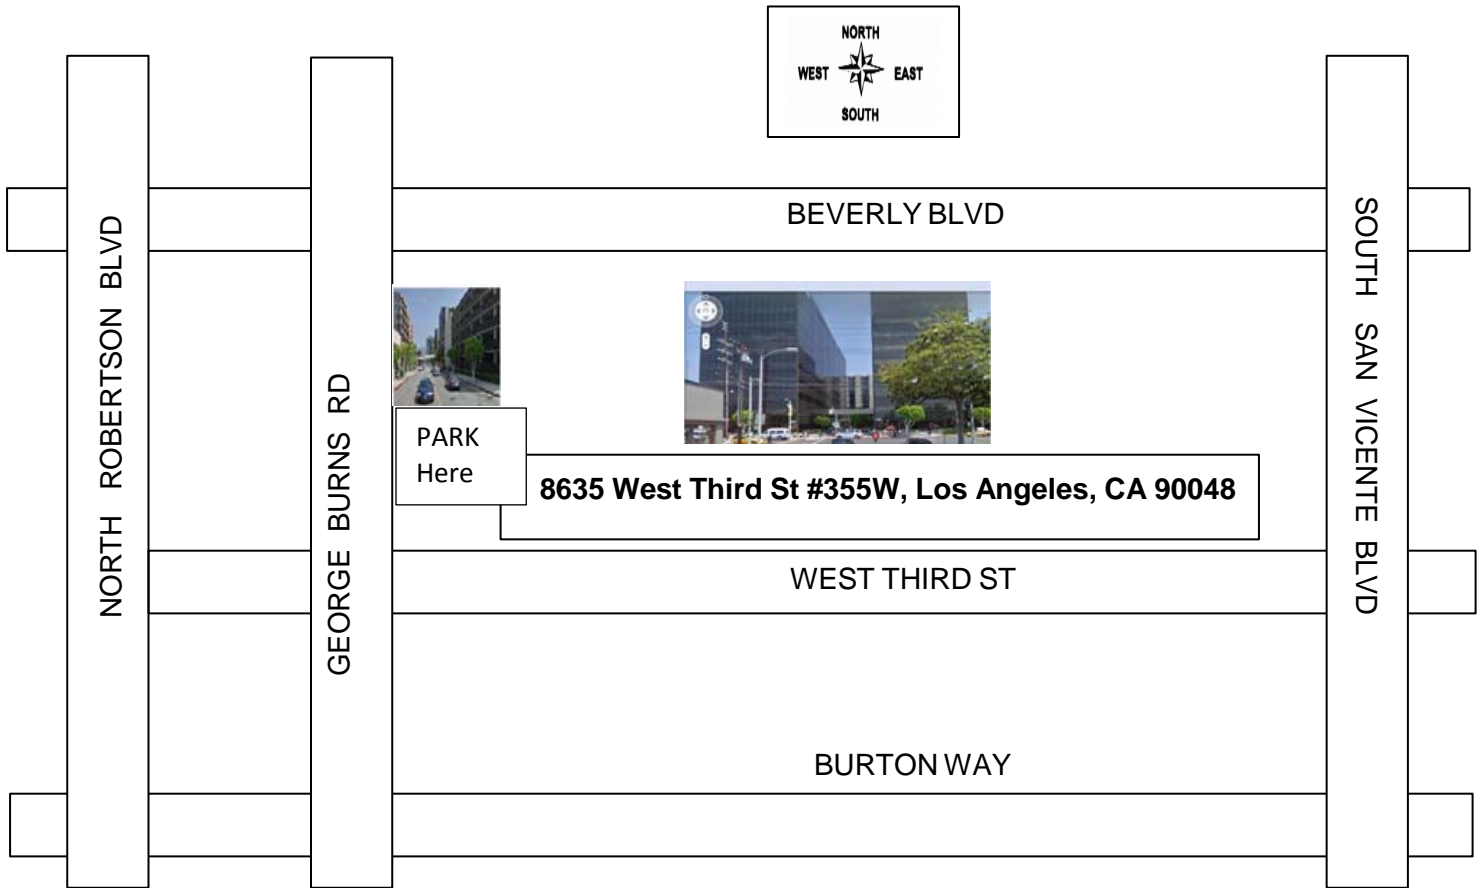 NORTH
WEST EAST
SOUTH
BEVERLY BLVD
NORTH ROBERTSON BLVD
GEORGE BURNS RD
SOUTH SAN VICENTE BLVD
PARK
Here
8635 West Third St #355W, Los Angeles, CA 90048
WEST THIRD ST
BURTON WAY